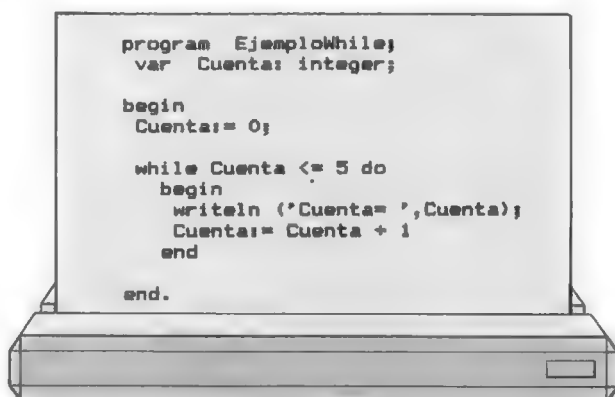 program EjemploWhile;
var Cuenta: integer;
begin
Cuenta:= 0;
while Cuenta <= 5 do
begin
writeln ('Cuenta= ',Cuenta);
Cuenta:= Cuenta + 1
end
end.